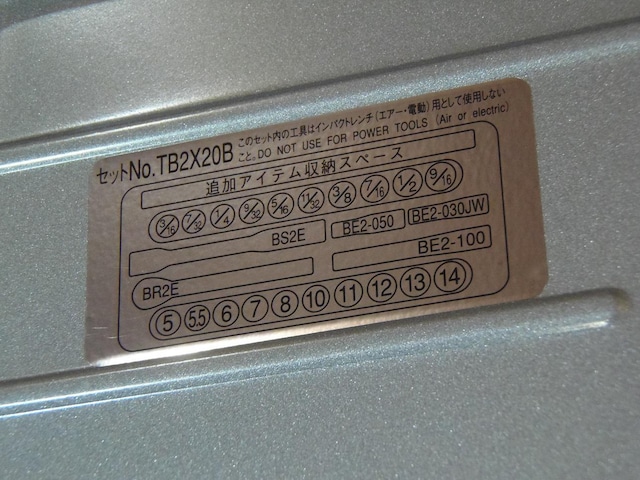 セットNo.TB2X20B
このセット内の工具はインパクトレンチ（エアー・電動）用として使用しない
こと。DO NOT USE FOR POWER TOOLS (Air or electric)
追加アイテム収納スペース
3/16 7/32 1/4 9/32 5/16 11/32 3/8 7/16 1/2 9/16
BS2E BE2-050 BE2-030JW
BR2E BE2-100
5 5.5 6 7 8 10 11 12 13 14